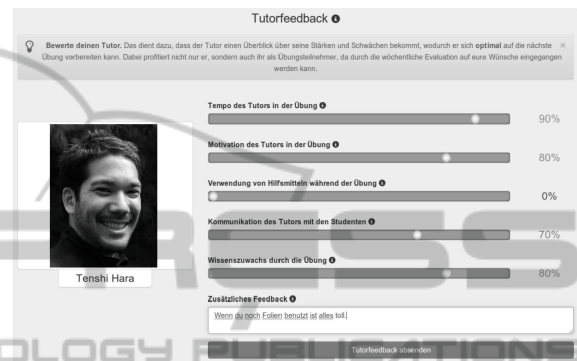 Tutorfeedback
Bewerte deinen Tutor. Das dient dazu, dass der Tutor einen Überblick über seine Stärken und Schwächen bekommt, wodurch er sich optimal auf die nächste ×
Übung vorbereiten kann. Dabei profitiert nicht nur er, sondern auch ihr als Übungsteilnehmer, da durch die wöchentliche Evaluation auf eure Wünsche eingegangen
werden kann.
Tempo des Tutors in der Übung
90%
Motivation des Tutors in der Übung
80%
Verwendung von Hilfsmitteln während der Übung
0%
Kommunikation des Tutors mit den Studenten
70%
Wissenszuwachs durch die Übung
80%
Tenshi Hara
Zusätzliches Feedback
Wenn du noch Folien benutzt ist alles toll.
Tutorfeedback absenden
PRESS
OLOGY PUBLICATIONS